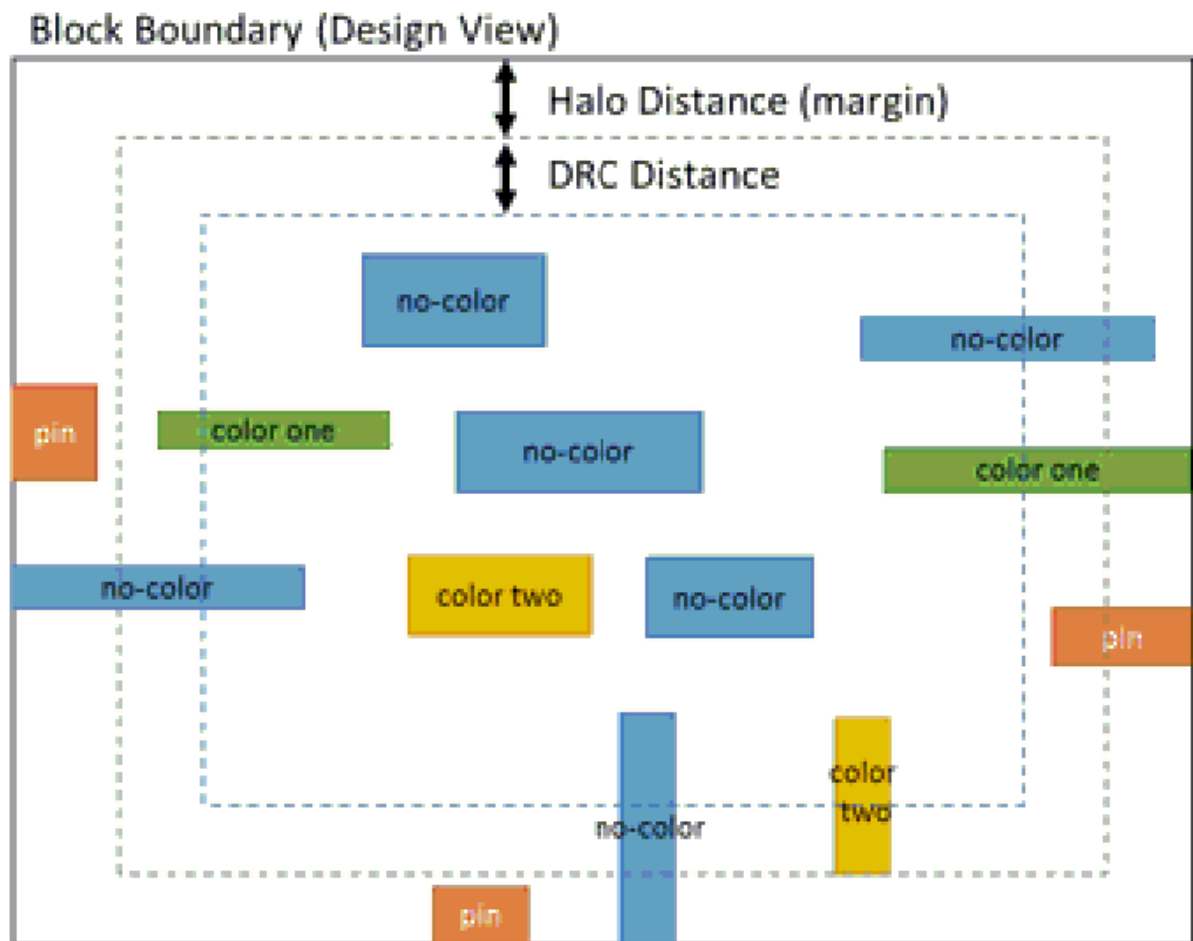 Block Boundary (Design View)
Halo Distance (margin)
DRC Distance
no-color
no-color
pin
color one
no-color
color one
no-color
color two
no-color
pin
color
two
no-color
pin